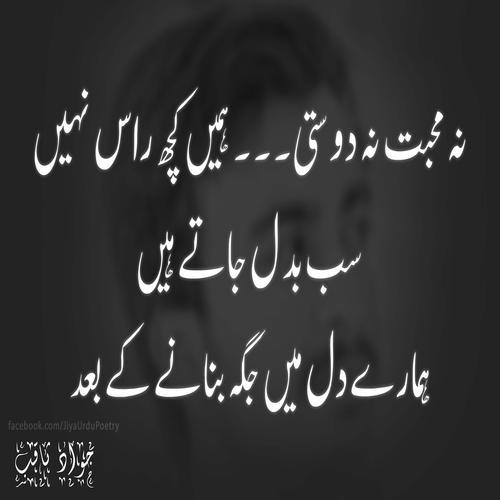 نہ محبت نہ دوستی۔۔۔ ہمیں کچھ راس نہیں
سب بدل جاتے ہیں
ہمارے دل میں جگہ بنانے کے بعد
facebook.com/JiyaUrduPoetry
جواد ثاقب